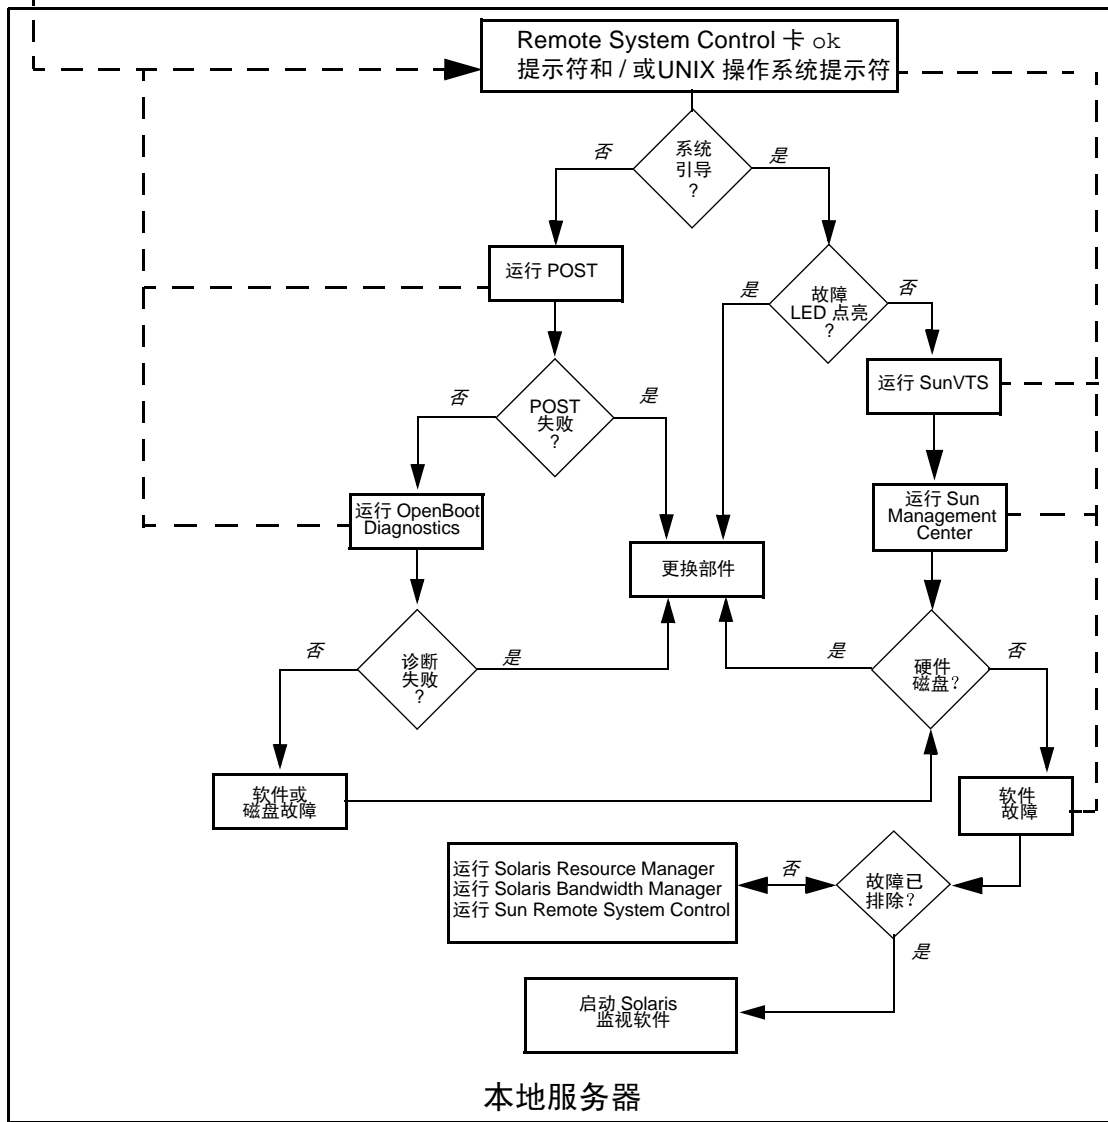 Remote System Control 卡 ok
提示符和 / 或UNIX 操作系统提示符
系统
引导
?
否
是
运行 POST
故障
LED 点亮
?
是
否
运行 SunVTS
POST
失败
?
否
是
运行 OpenBoot
Diagnostics
运行 Sun
Management
Center
更换部件
诊断
失败
?
否
是
硬件
磁盘?
是
否
软件或
磁盘故障
软件
故障
运行 Solaris Resource Manager
运行 Solaris Bandwidth Manager
运行 Sun Remote System Control
否
故障已
排除?
是
启动 Solaris
监视软件
本地服务器